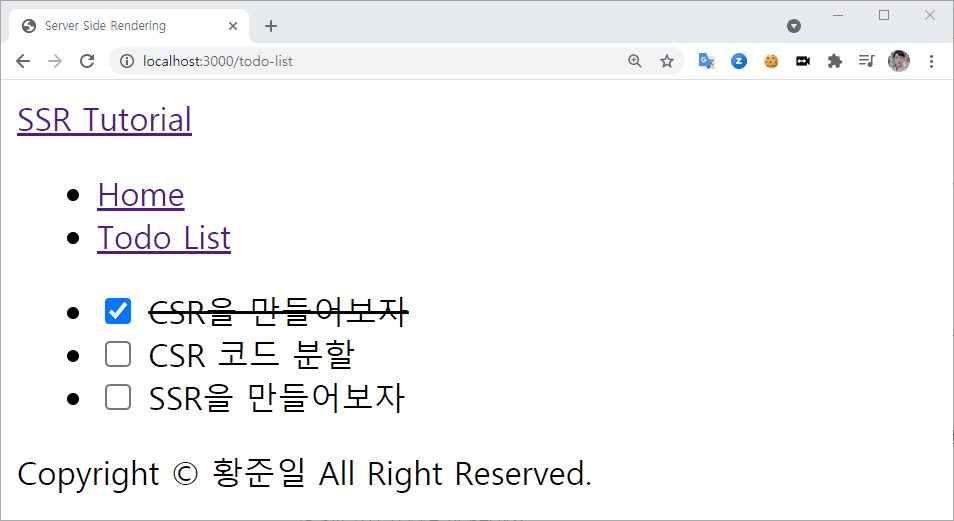 Server Side Rendering
localhost:3000/todo-list
SSR Tutorial
Home
Todo List
CSR을 만들어보자
CSR 코드 분할
SSR을 만들어보자
Copyright © 황준일 All Right Reserved.